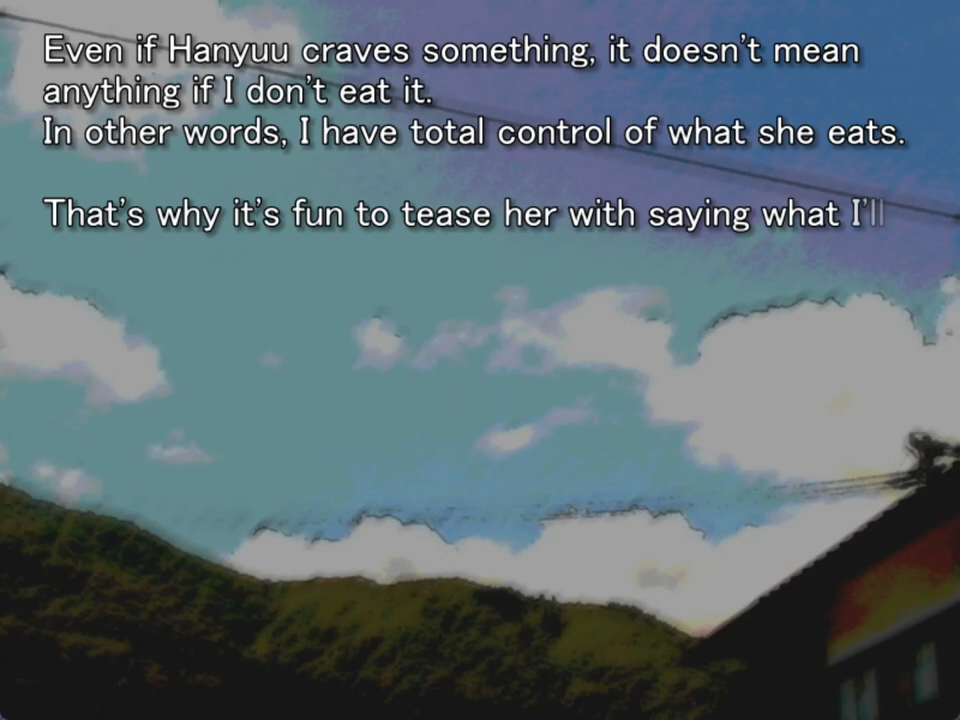 Even if Hanyuu craves something, it doesn't mean
anything if I don't eat it.
In other words, I have total control of what she eats.
That's why it's fun to tease her with saying what I'll